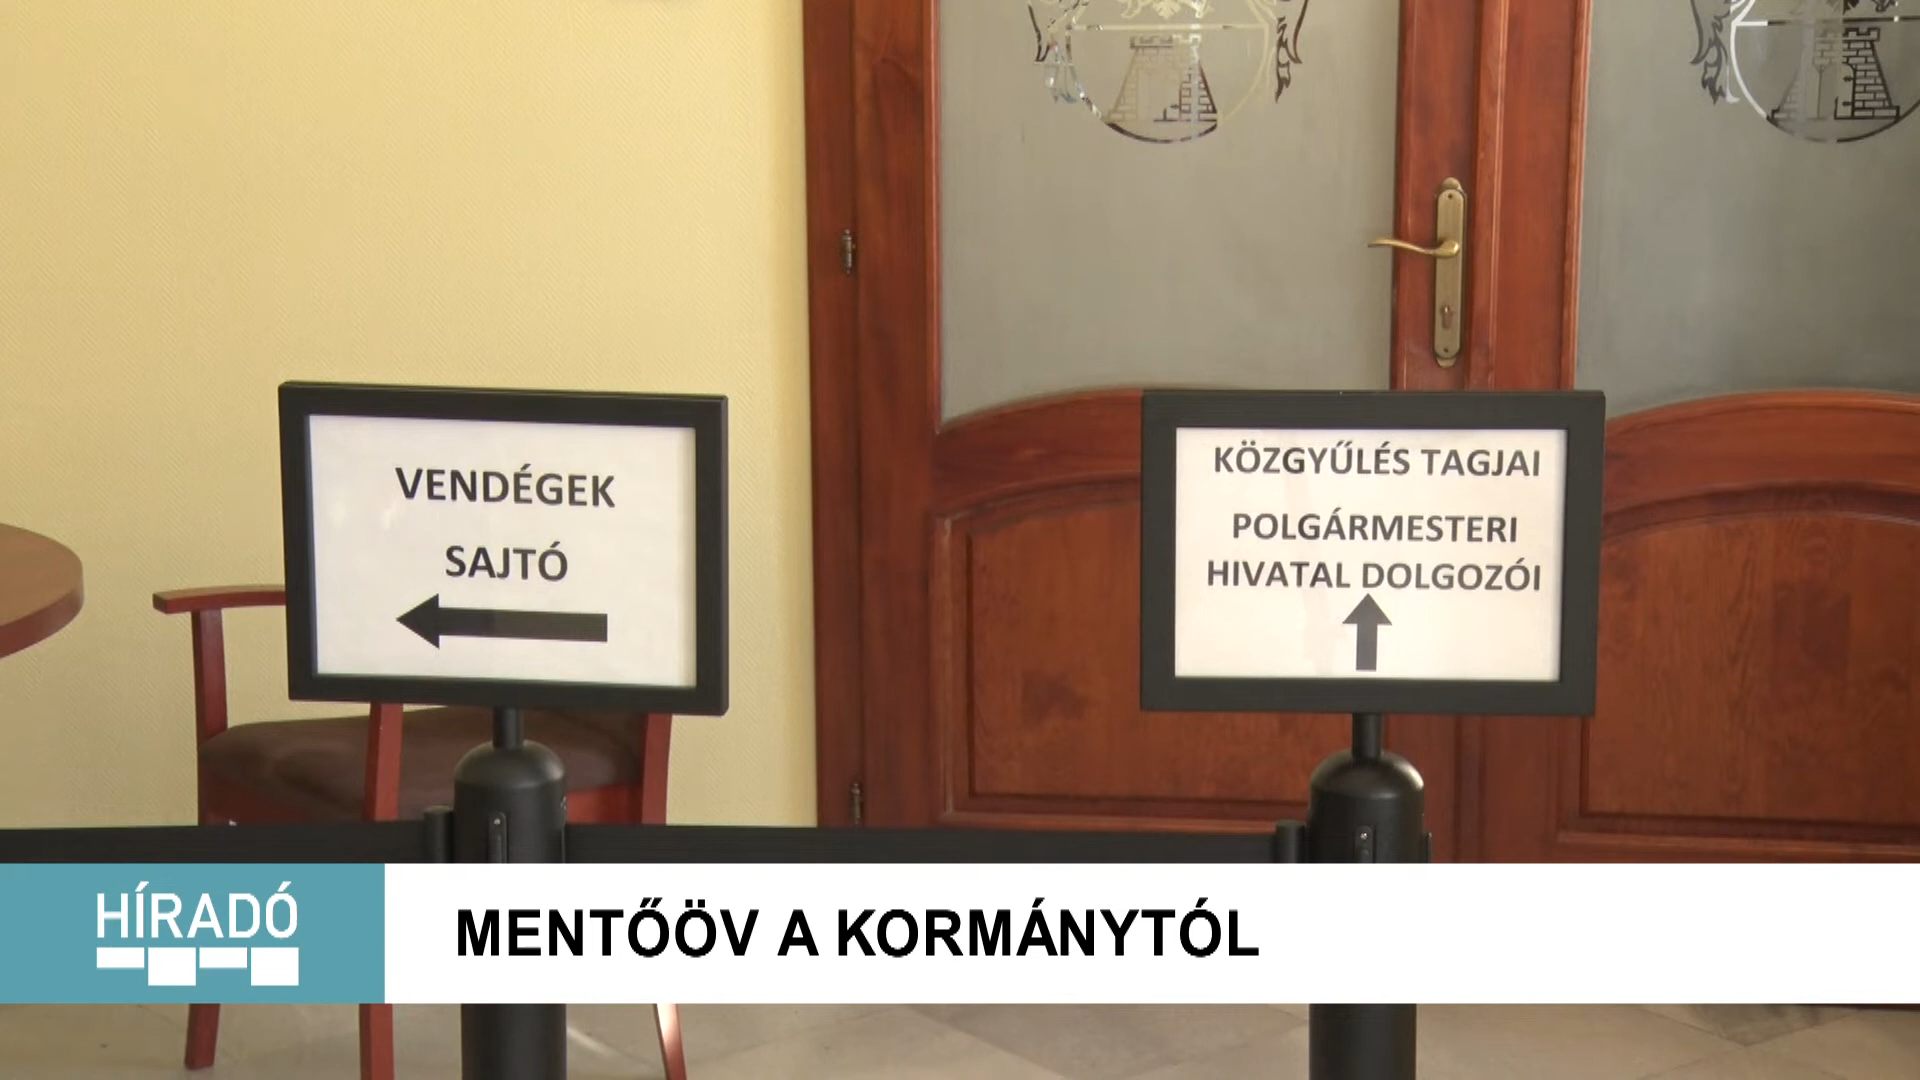 VENDÉGEK
SAJTÓ
KÖZGYŰLÉS TAGJAI
POLGÁRMESTERI
HIVATAL DOLGOZÓI
HÍRADÓ
MENTŐÖV A KORMÁNYTÓL